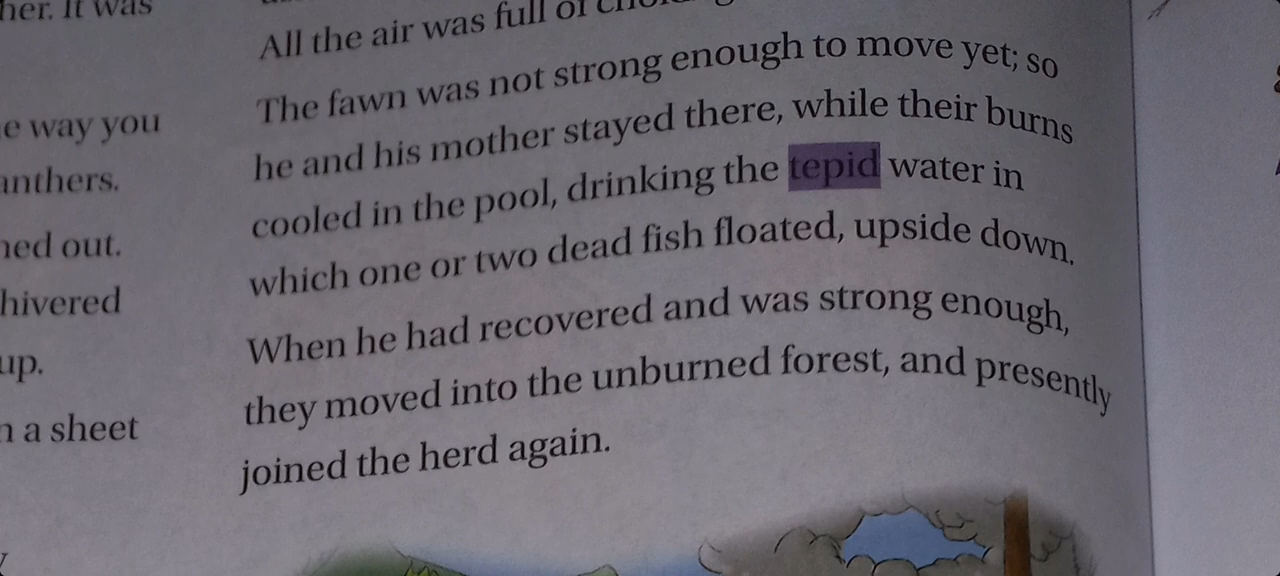 her. It was
e way you
anthers.
ned out.
hivered
up.
n a sheet
All the air was full of
The fawn was not strong enough to move yet; so
he and his mother stayed there, while their burns
cooled in the pool, drinking the tepid water in
which one or two dead fish floated, upside down.
When he had recovered and was strong enough,
they moved into the unburned forest, and presently
joined the herd again.